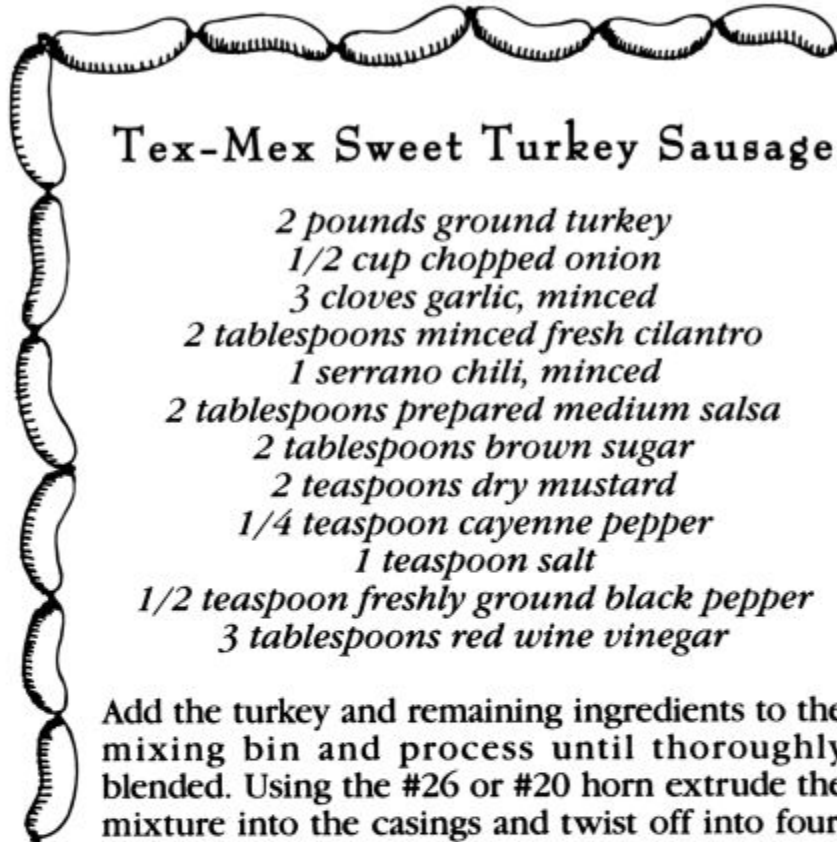 Tex-Mex Sweet Turkey Sausage
2 pounds ground turkey
1/2 cup chopped onion
3 cloves garlic, minced
2 tablespoons minced fresh cilantro
1 serrano chili, minced
2 tablespoons prepared medium salsa
2 tablespoons brown sugar
2 teaspoons dry mustard
1/4 teaspoon cayenne pepper
1 teaspoon salt
1/2 teaspoon freshly ground black pepper
3 tablespoons red wine vinegar
Add the turkey and remaining ingredients to the
mixing bin and process until thoroughly
blended. Using the #26 or #20 horn extrude the
mixture into the casings and twist off into four